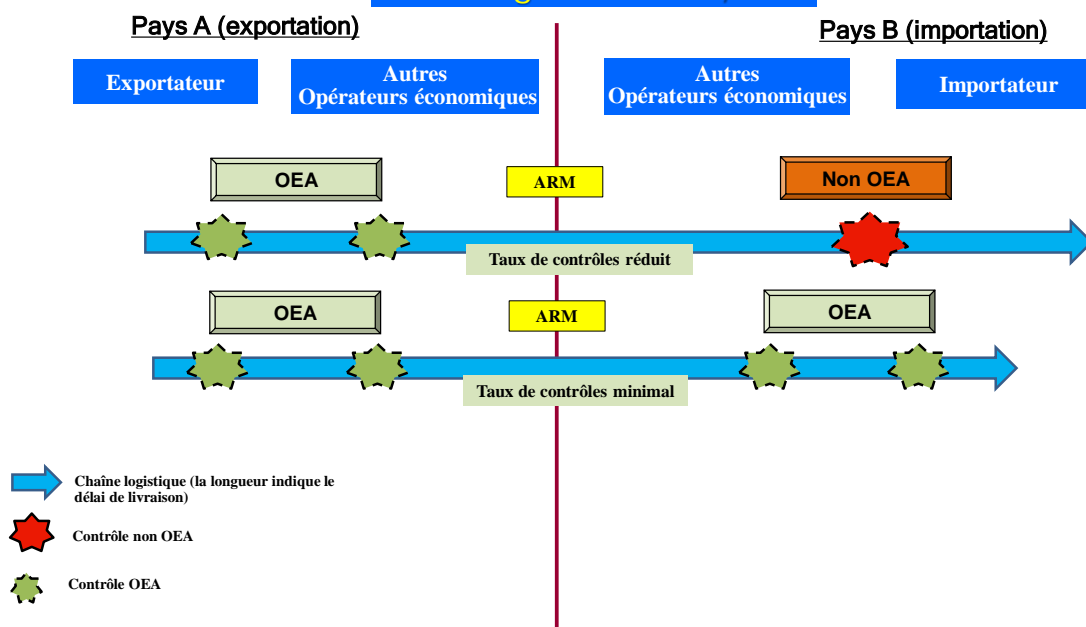 Pays A (exportation)
Pays B (importation)
Exportateur
Autres
Opérateurs économiques
Autres
Opérateurs économiques
Importateur
OEA
ARM
Non OEA
Taux de contrôles réduit
OEA
ARM
OEA
Taux de contrôles minimal
Chaîne logistique (la longueur indique le
délai de livraison)
Contrôle non OEA
Contrôle OEA